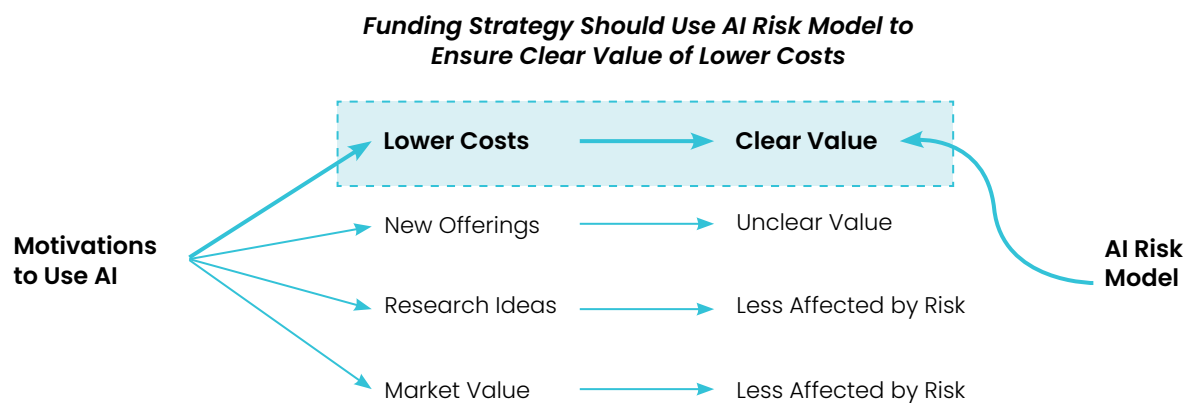 Funding Strategy Should Use AI Risk Model to
Ensure Clear Value of Lower Costs
Lower Costs
Clear Value
New Offerings
Unclear Value
Motivations
to Use AI
AI Risk
Model
Research Ideas
Less Affected by Risk
Market Value
Less Affected by Risk